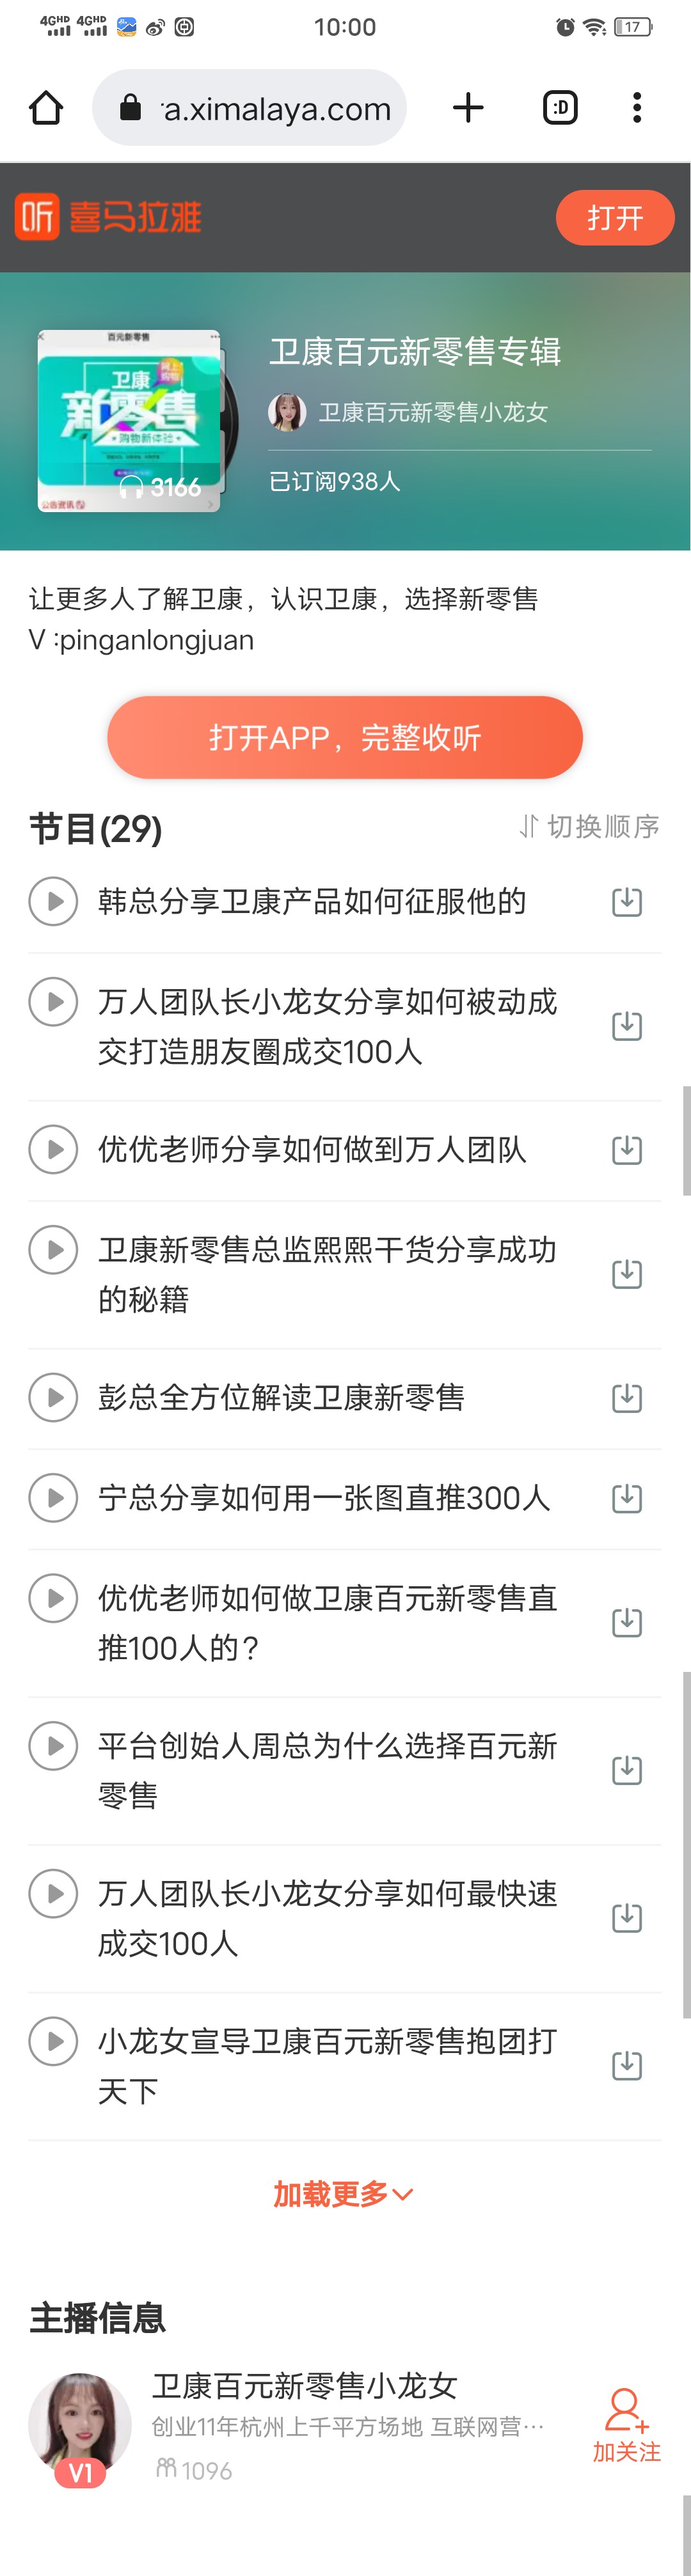 4GHD 4GHD 10:00 17
a.ximalaya.com :D
听 喜马拉雅 打开
百元新零售
卫康
网上购物
新零售
购物新体验
3166
公告资讯
卫康百元新零售专辑
卫康百元新零售小龙女
已订阅938人
让更多人了解卫康，认识卫康，选择新零售
V :pinganlongjuan
打开APP，完整收听
节目(29) 切换顺序
韩总分享卫康产品如何征服他的
万人团队长小龙女分享如何被动成
交打造朋友圈成交100人
优优老师分享如何做到万人团队
卫康新零售总监熙熙干货分享成功
的秘籍
彭总全方位解读卫康新零售
宁总分享如何用一张图直推300人
优优老师如何做卫康百元新零售直
推100人的？
平台创始人周总为什么选择百元新
零售
万人团队长小龙女分享如何最快速
成交100人
小龙女宣导卫康百元新零售抱团打
天下
加载更多
主播信息
卫康百元新零售小龙女
创业11年杭州上千平方场地 互联网营···
V1
1096
加关注